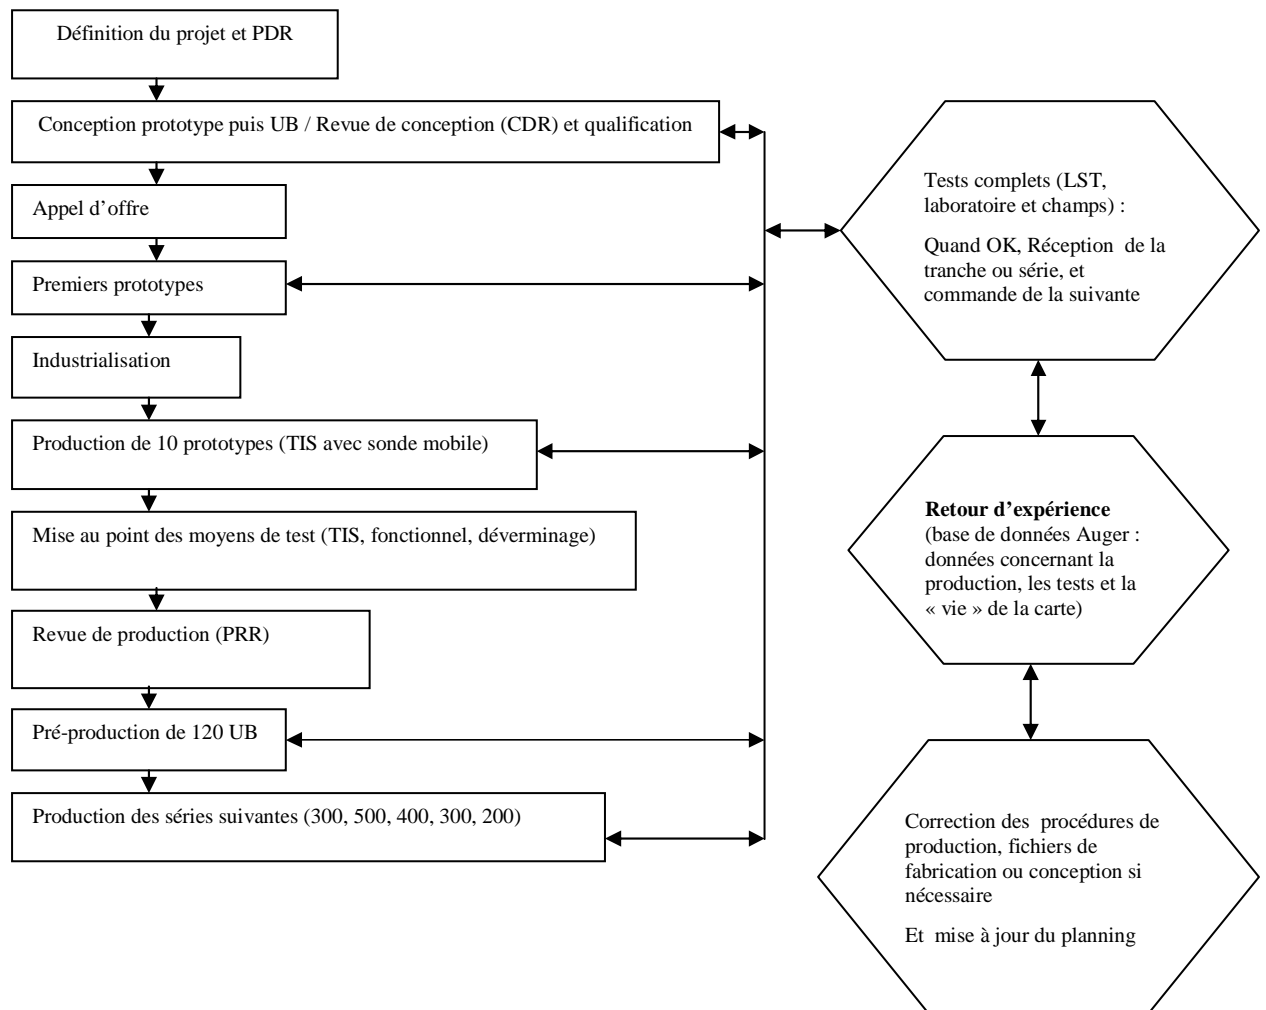 Définition du projet et PDR
Conception prototype puis UB / Revue de conception (CDR) et qualification
Appel d’offre
Premiers prototypes
Industrialisation
Production de 10 prototypes (TIS avec sonde mobile)
Mise au point des moyens de test (TIS, fonctionnel, déverminage)
Revue de production (PRR)
Pré-production de 120 UB
Production des séries suivantes (300, 500, 400, 300, 200)
Tests complets (LST,
laboratoire et champs) :
Quand OK, Réception de la
tranche ou série, et
commande de la suivante
Retour d’expérience
(base de données Auger :
données concernant la
production, les tests et la
« vie » de la carte)
Correction des procédures de
production, fichiers de
fabrication ou conception si
nécessaire
Et mise à jour du planning